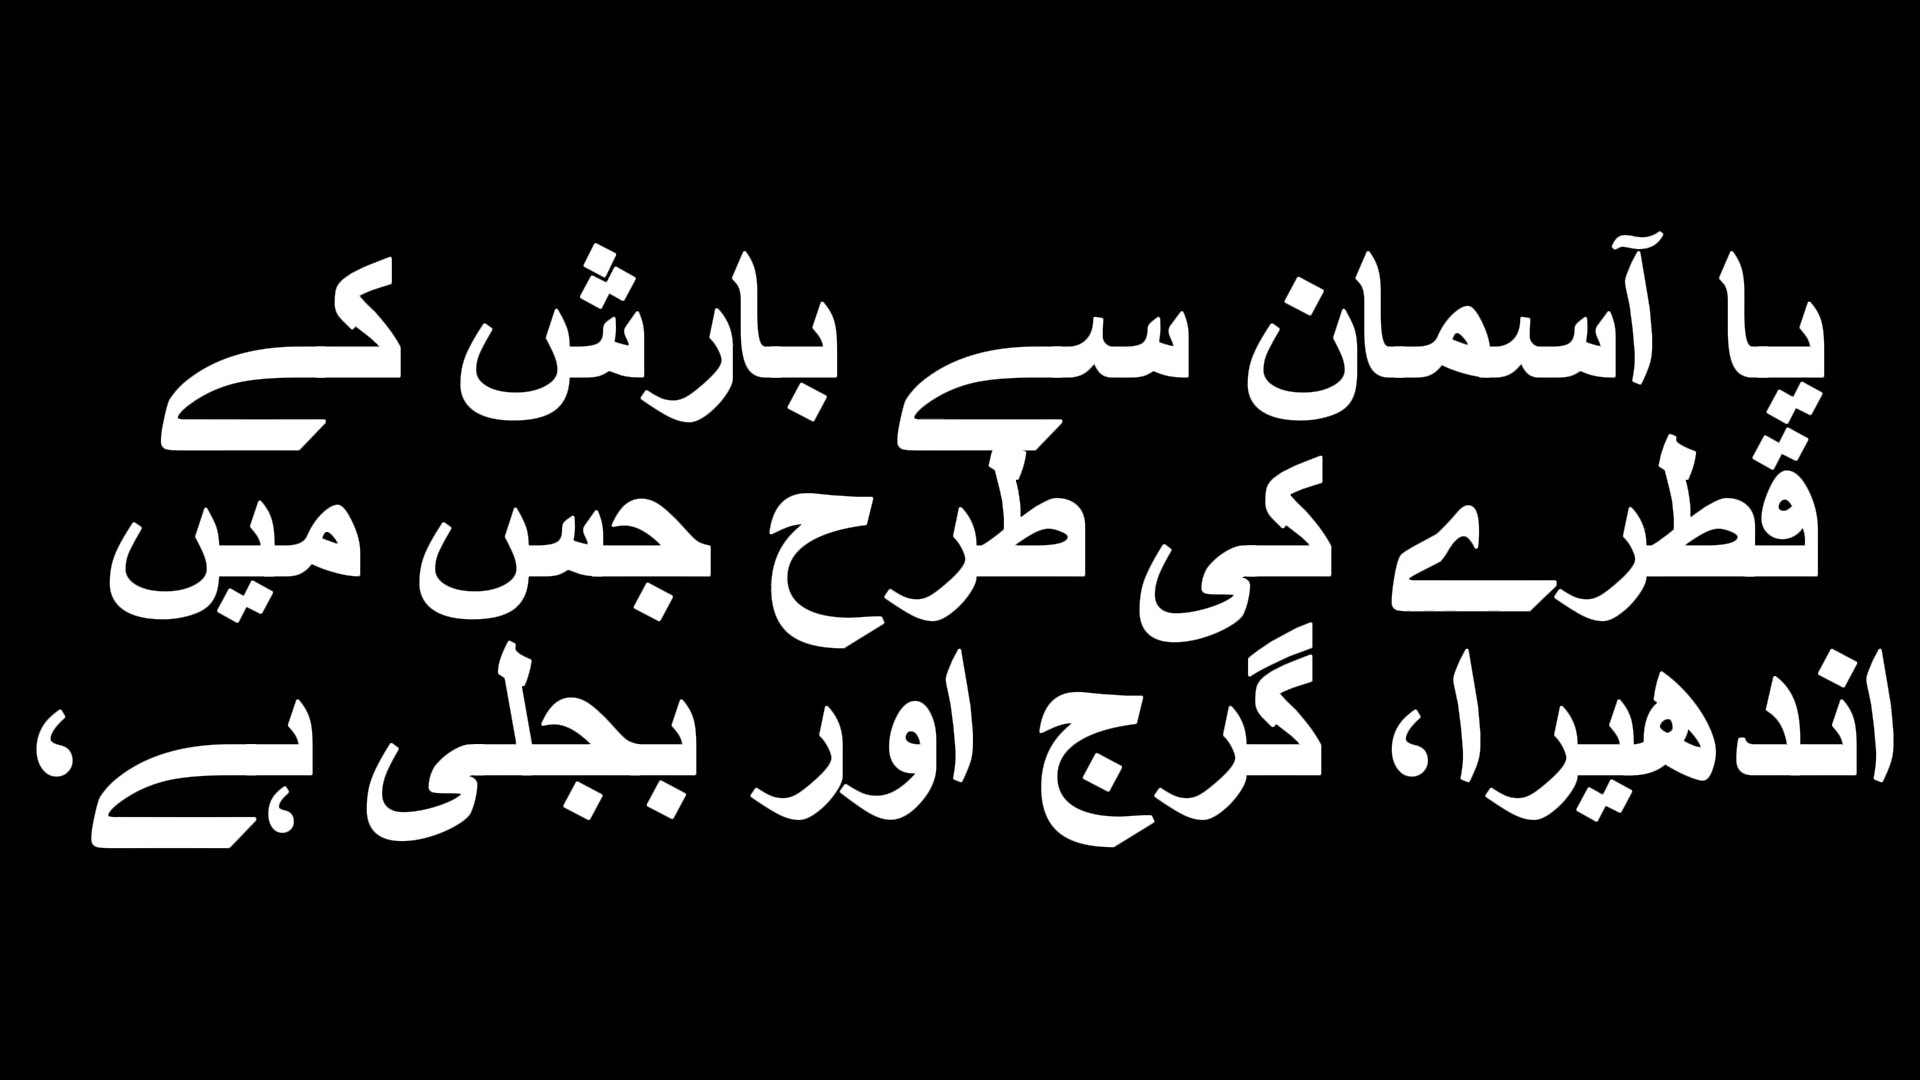 یا آسمان سے بارش کے
قطرے کی طرح جس میں
اندھیرا، گرج اور بجلی ہے،